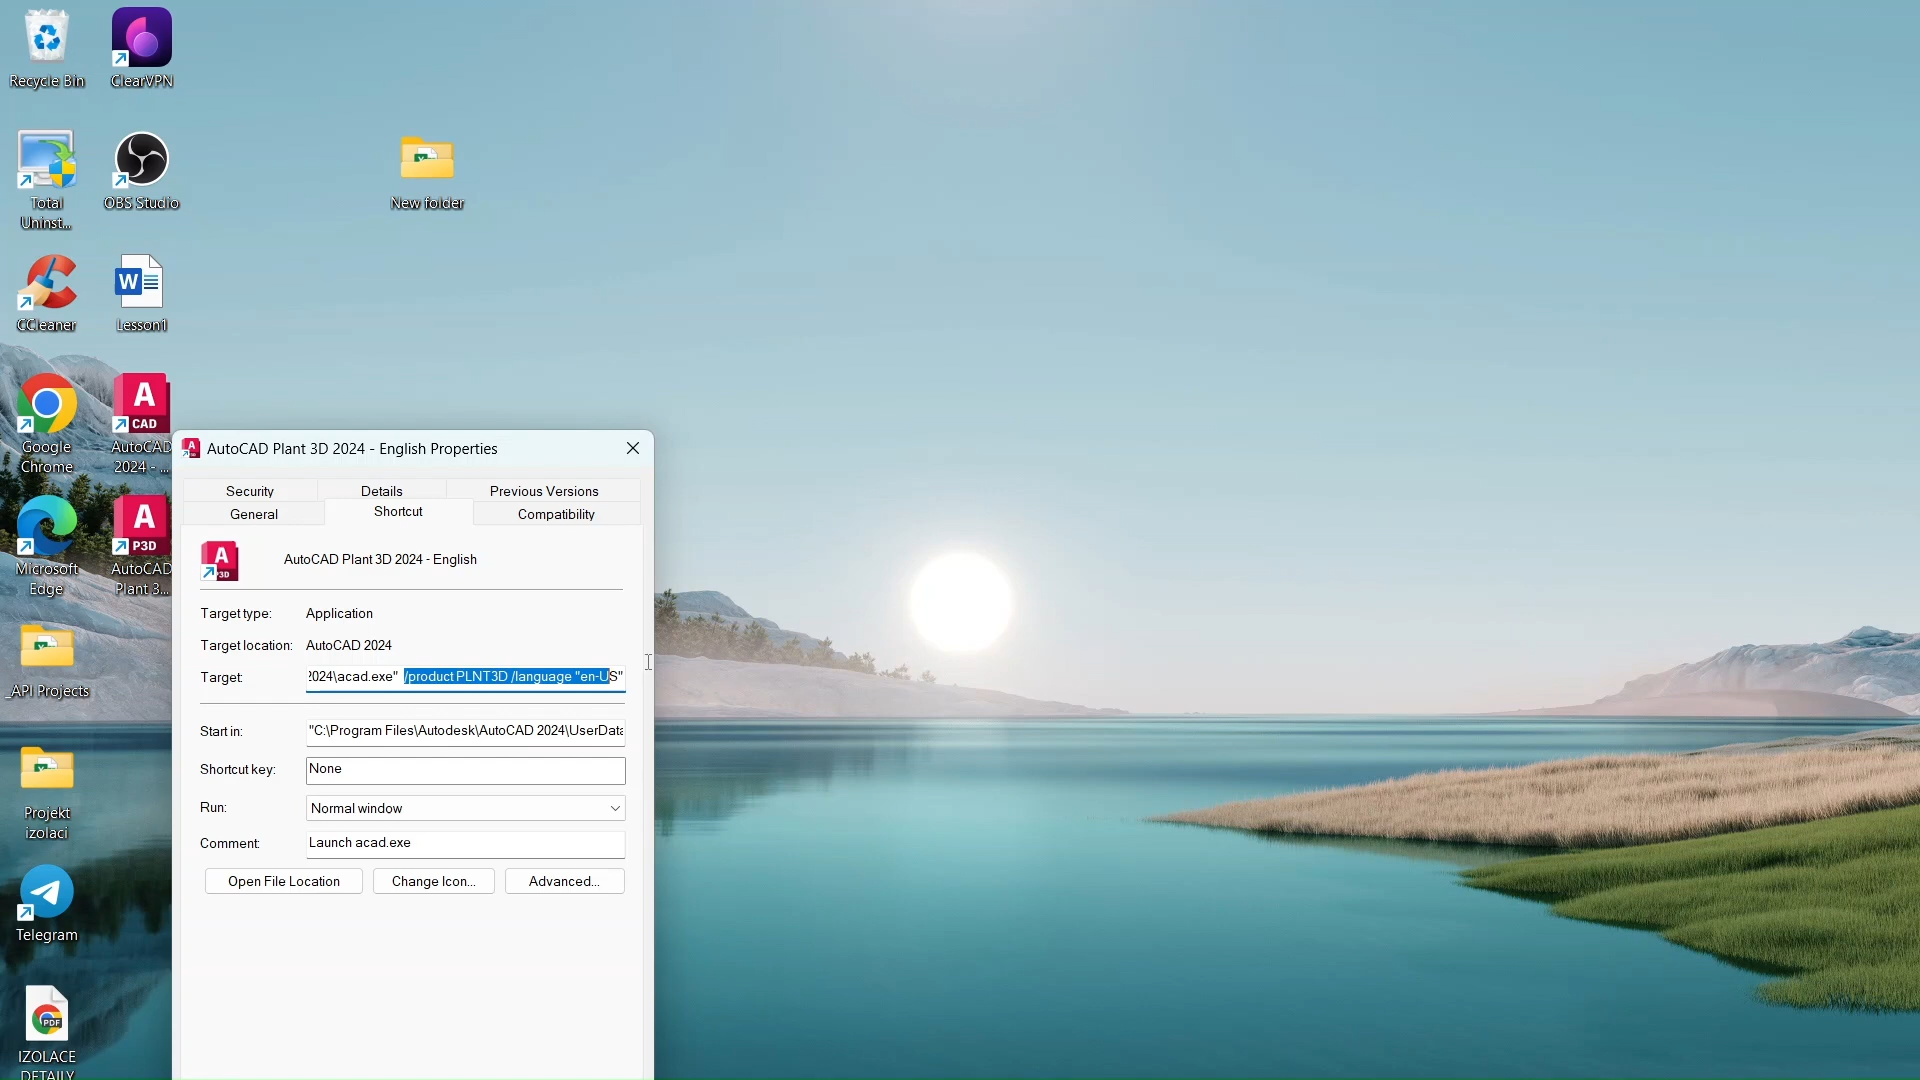 Recycle Bin
ClearVPN
Total
Uninst...
OBS Studio
New folder
CCleaner
W
Lesson1
Google
Chrome
A
CAD
AutoCAD
2024 - ...
Microsoft
Edge
A
P3D
AutoCAD
Plant 3...
_API Projects
Projekt
izolaci
Telegram
PDF
IZOLACE
DETAILY
AutoCAD Plant 3D 2024 - English Properties
Security
Details
Previous Versions
General
Shortcut
Compatibility
A
P3D
AutoCAD Plant 3D 2024 - English
Target type:
Application
Target location:
AutoCAD 2024
Target:
2024\acad.exe" /product PLNT3D /language "en-US"
Start in:
"C:\Program Files\Autodesk\AutoCAD 2024\UserData
Shortcut key:
None
Run:
Normal window
Comment:
Launch acad.exe
Open File Location
Change Icon...
Advanced...